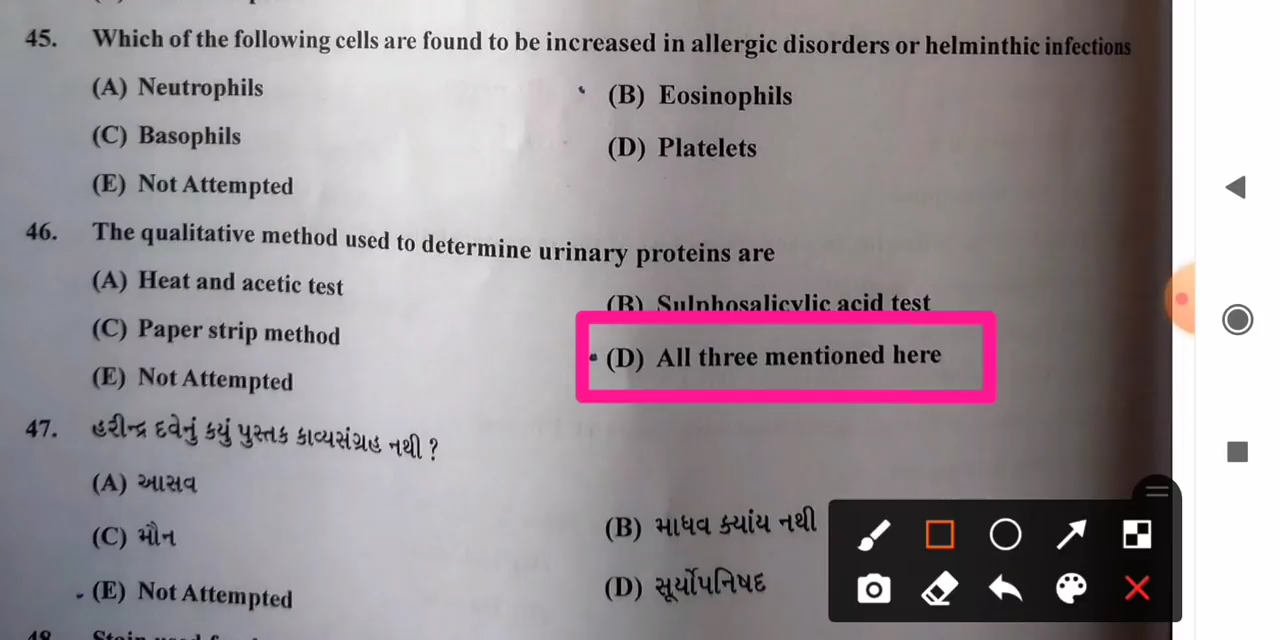 45. Which of the following cells are found to be increased in allergic disorders or helminthic infections
(A) Neutrophils
(B) Eosinophils
(C) Basophils
(D) Platelets
(E) Not Attempted
46. The qualitative method used to determine urinary proteins are
(A) Heat and acetic test
(B) Sulphosalicylic acid test
(C) Paper strip method
(D) All three mentioned here
(E) Not Attempted
47. હરીન્દ્ર દવેનું કયું પુસ્તક કાવ્યસંગ્રહ નથી ?
(A) આસવ
(B) માધવ ક્યાંય નથી
(C) મૌન
(D) સૂર્યોપનિષદ
(E) Not Attempted
48. Stain used f